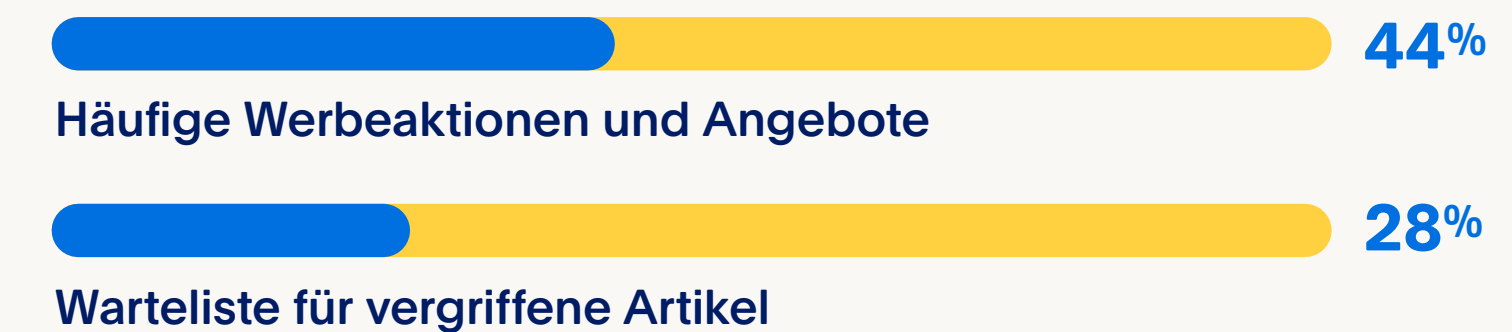 44%
Häufige Werbeaktionen und Angebote
28%
Warteliste für vergriffene Artikel